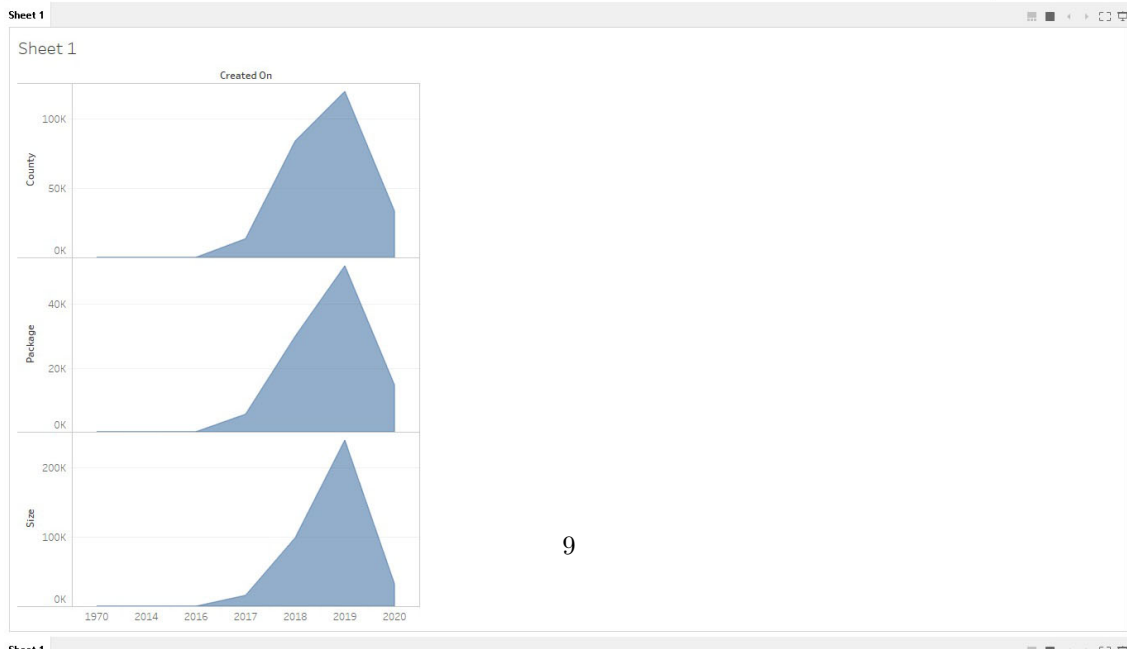 Sheet 1
Sheet 1
Created On
100K
County
50K
0K
40K
Package
20K
0K
200K
Size
100K
0K
1970 2014 2016 2017 2018 2019 2020
9
Sheet 1